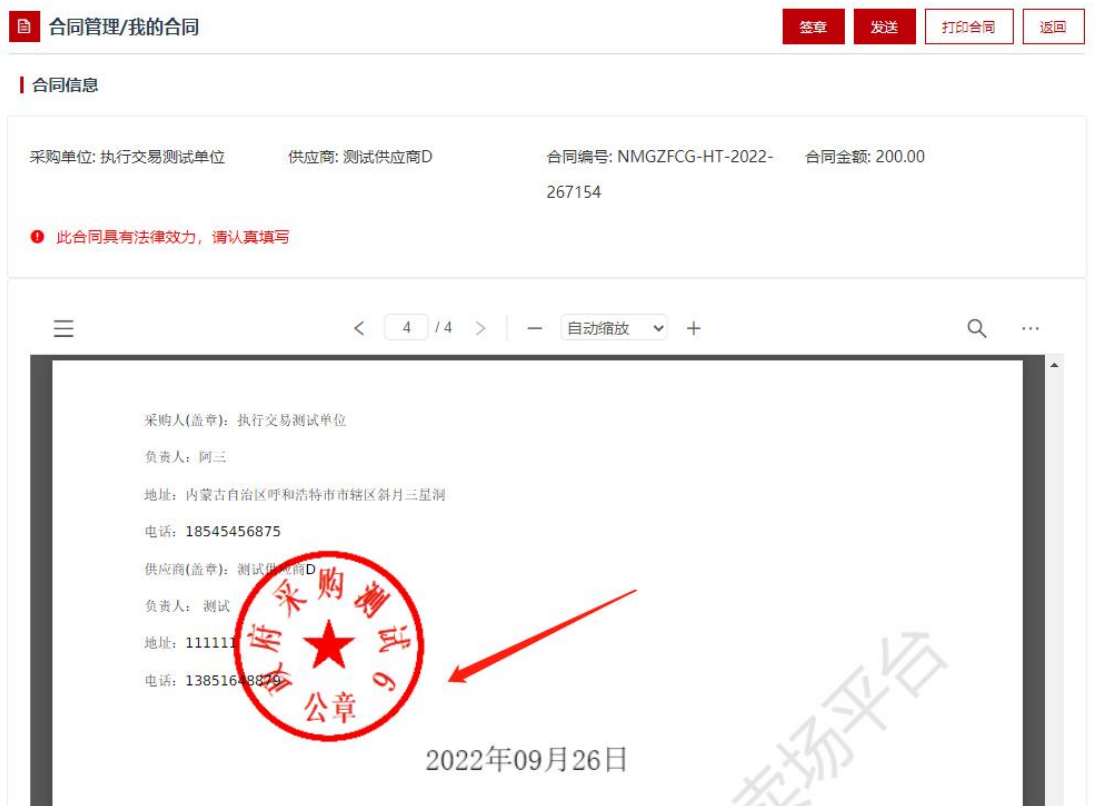 合同管理/我的合同
签章
发送
打印合同
返回
合同信息
采购单位: 执行交易测试单位
供应商: 测试供应商D
合同编号: NMGZFCG-HT-2022-
267154
合同金额: 200.00
此合同具有法律效力，请认真填写
4 / 4
自动缩放
采购人(盖章)：执行交易测试单位
负责人：阿三
地址：内蒙古自治区呼和浩特市市辖区斜月三星洞
电话：18545456875
供应商(盖章)：测试供应商D
负责人： 测试
地址：111111
电话：13851648879
政府采购测试9
公章
2022年09月26日
卖场平台